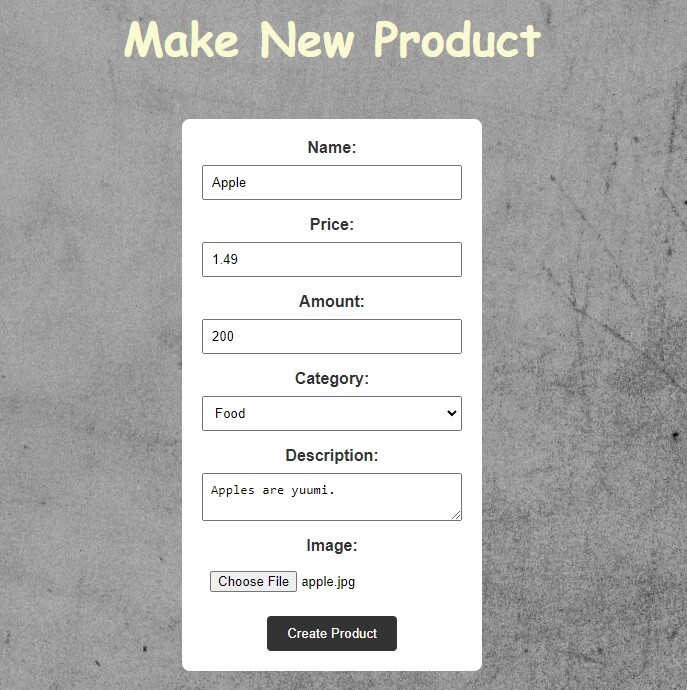 Make New Product
Name:
Apple
Price:
1.49
Amount:
200
Category:
Food
Description:
Apples are yuumi.
Image:
Choose File apple.jpg
Create Product